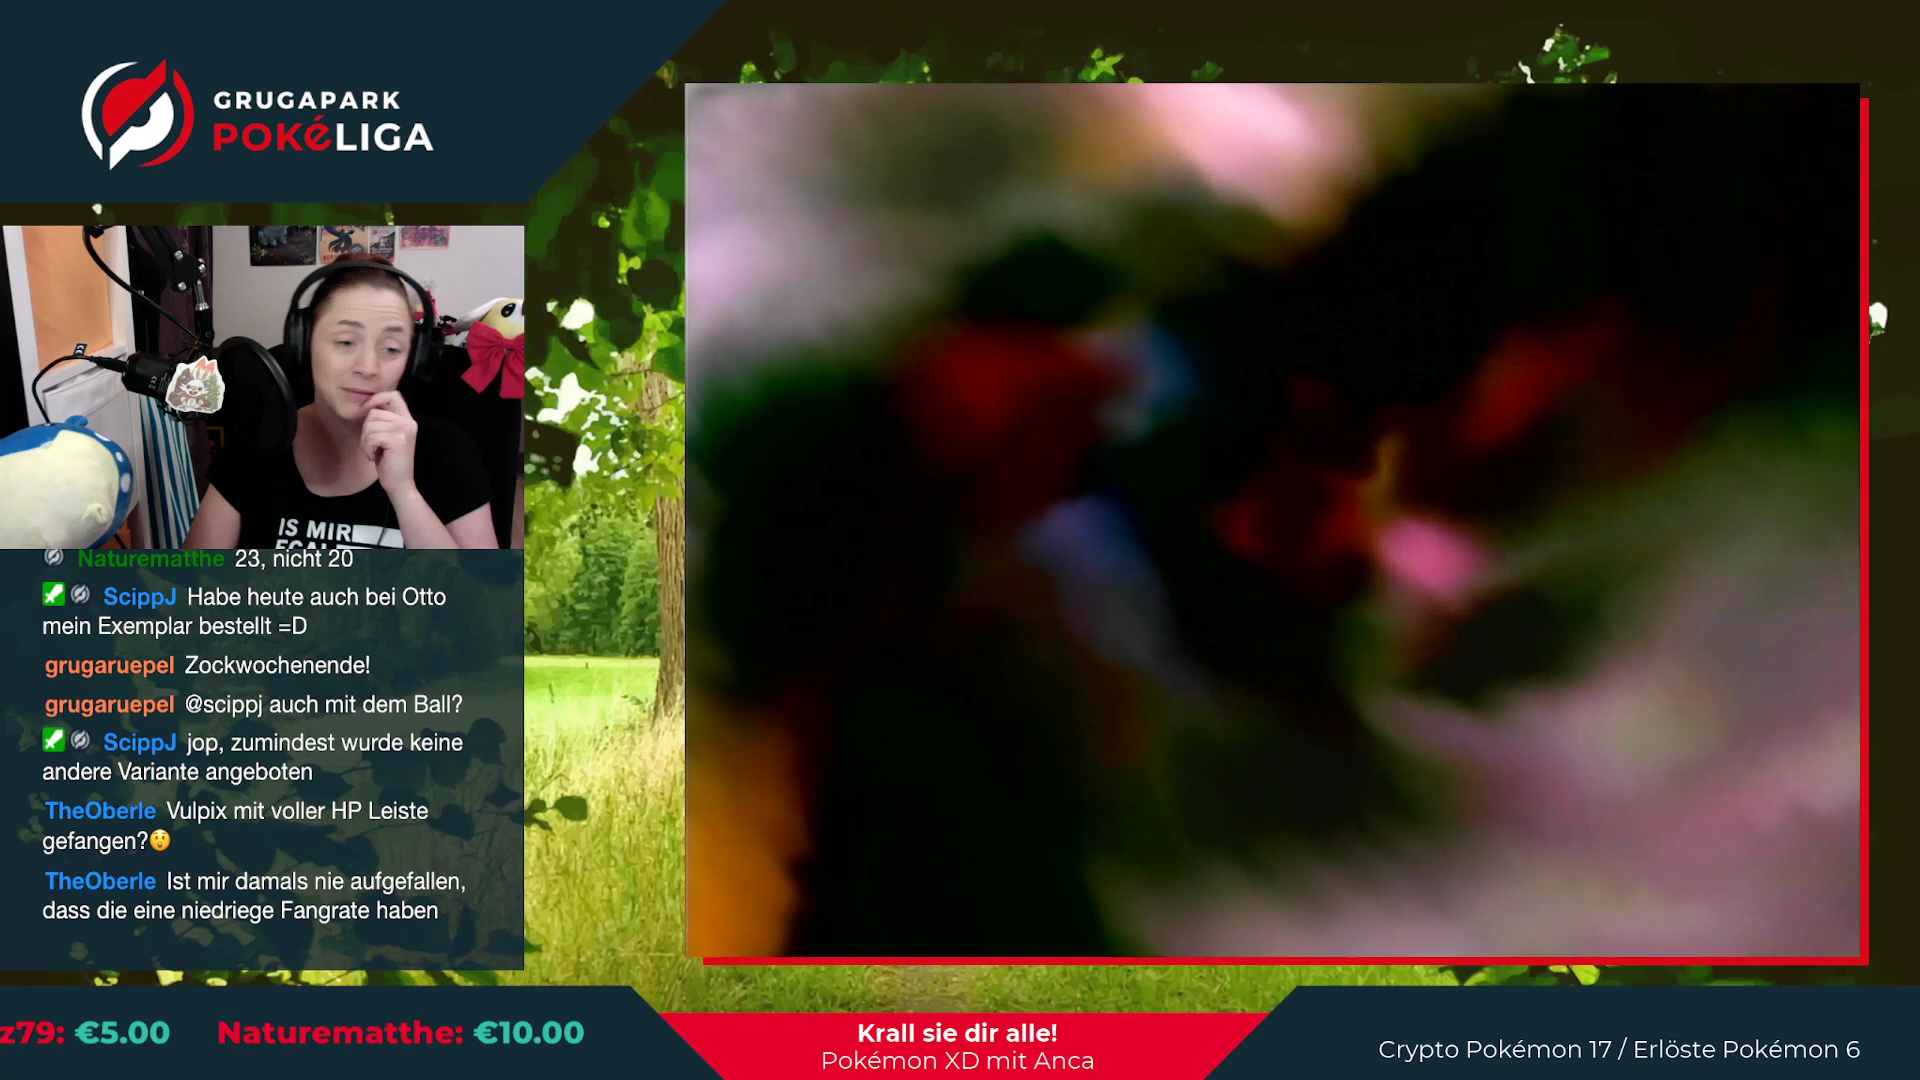 GRUGAPARK
POKéLIGA
IS MIR
EGAL
Naturematthe 23, nicht 20
ScippJ Habe heute auch bei Otto
mein Exemplar bestellt =D
grugaruepel Zockwochenende!
grugaruepel @scippj auch mit dem Ball?
ScippJ jop, zumindest wurde keine
andere Variante angeboten
TheOberle Vulpix mit voller HP Leiste
gefangen?😲
TheOberle Ist mir damals nie aufgefallen,
dass die eine niedriege Fangrate haben
z79: €5.00 Naturematthe: €10.00
Krall sie dir alle!
Pokémon XD mit Anca
Crypto Pokémon 17 / Erlöste Pokémon 6